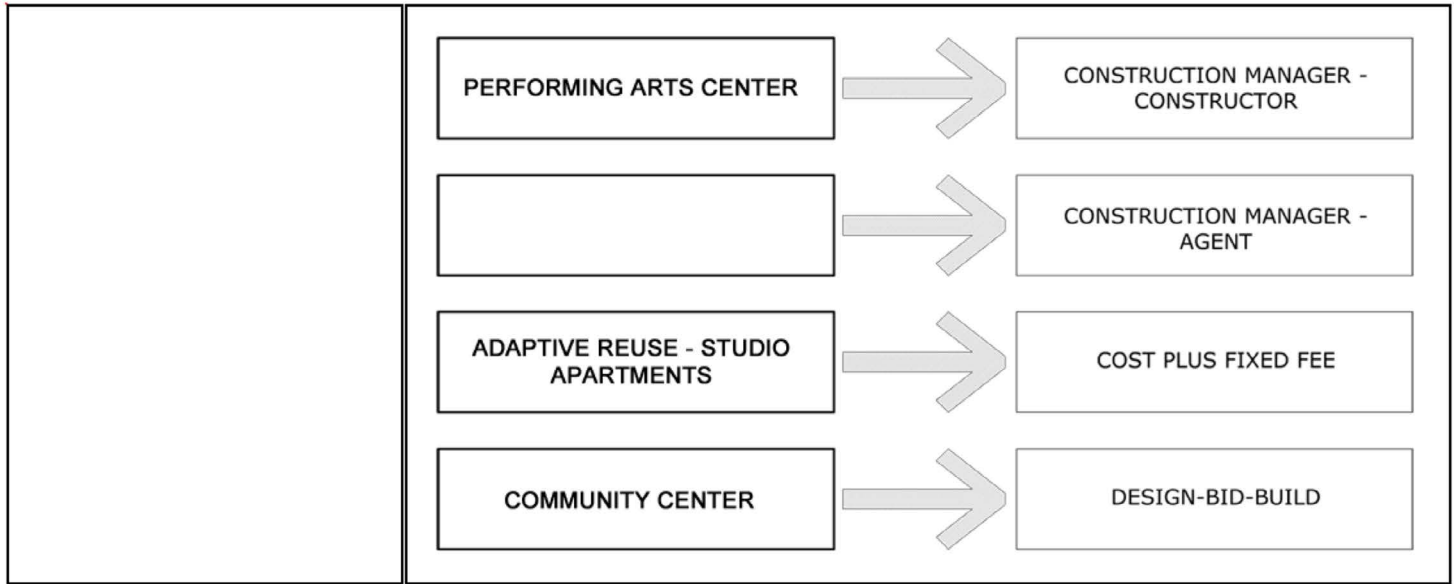 PERFORMING ARTS CENTER
CONSTRUCTION MANAGER -
CONSTRUCTOR
CONSTRUCTION MANAGER -
AGENT
ADAPTIVE REUSE - STUDIO
APARTMENTS
COST PLUS FIXED FEE
COMMUNITY CENTER
DESIGN-BID-BUILD